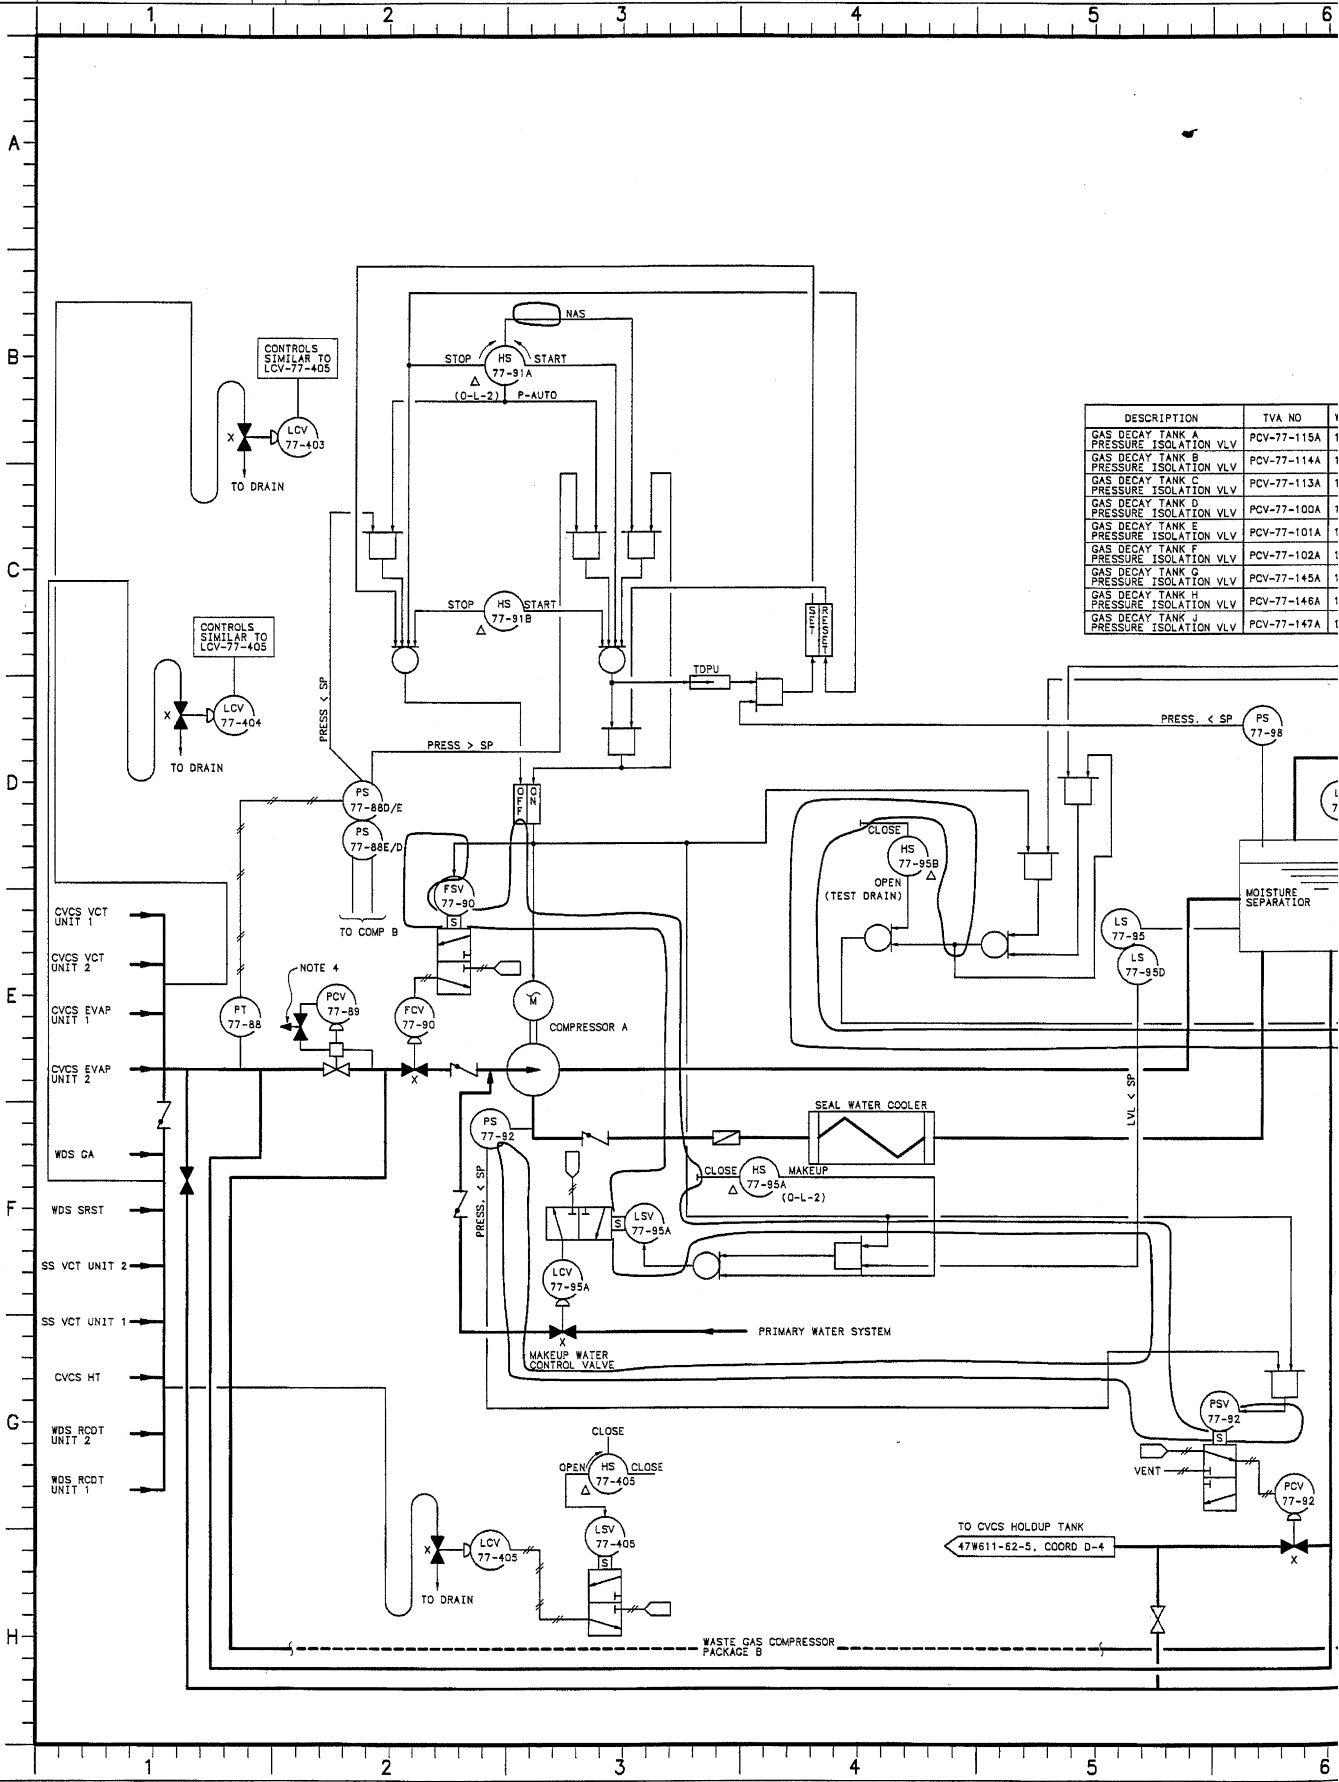 1 2 3 4 5 6
A
B
C
D
E
F
G
H
NAS
STOP
HS
77-91A
START
(O-L-2)
P-AUTO
CONTROLS
SIMILAR TO
LCV-77-405
X
LCV
77-403
TO DRAIN
DESCRIPTION TVA NO
GAS DECAY TANK A
PRESSURE ISOLATION VLV PCV-77-115A
GAS DECAY TANK B
PRESSURE ISOLATION VLV PCV-77-114A
GAS DECAY TANK C
PRESSURE ISOLATION VLV PCV-77-113A
GAS DECAY TANK D
PRESSURE ISOLATION VLV PCV-77-100A
GAS DECAY TANK E
PRESSURE ISOLATION VLV PCV-77-101A
GAS DECAY TANK F
PRESSURE ISOLATION VLV PCV-77-102A
GAS DECAY TANK G
PRESSURE ISOLATION VLV PCV-77-145A
GAS DECAY TANK H
PRESSURE ISOLATION VLV PCV-77-146A
GAS DECAY TANK J
PRESSURE ISOLATION VLV PCV-77-147A
STOP
HS
77-91B
START
SET
RESET
CONTROLS
SIMILAR TO
LCV-77-405
X
LCV
77-404
TO DRAIN
PRESS < SP
TDPU
PRESS > SP
PRESS. < SP
PS
77-98
PS
77-88D/E
PS
77-88E/D
TO COMP B
OFF
ON
FSV
77-90
S
CLOSE
HS
77-95B
OPEN
(TEST DRAIN)
MOISTURE
SEPARATIOR
LS
77-95
LS
77-95D
CVCS VCT
UNIT 1
CVCS VCT
UNIT 2
CVCS EVAP
UNIT 1
CVCS EVAP
UNIT 2
NOTE 4
PT
77-88
PCV
77-89
FCV
77-90
X
M
COMPRESSOR A
SEAL WATER COOLER
LVL < SP
PS
77-92
PRESS. < SP
CLOSE
HS
77-95A
MAKEUP
(O-L-2)
WDS GA
WDS SRST
SS VCT UNIT 2
SS VCT UNIT 1
CVCS HT
WDS RCDT
UNIT 2
WDS RCDT
UNIT 1
S
LSV
77-95A
LCV
77-95A
X
MAKEUP WATER
CONTROL VALVE
PRIMARY WATER SYSTEM
PSV
77-92
S
VENT
PCV
77-92
X
CLOSE
OPEN
HS
77-405
CLOSE
LSV
77-405
S
X
LCV
77-405
TO DRAIN
TO CVCS HOLDUP TANK
47W611-62-5, COORD D-4
WASTE GAS COMPRESSOR
PACKAGE B
1 2 3 4 5 6